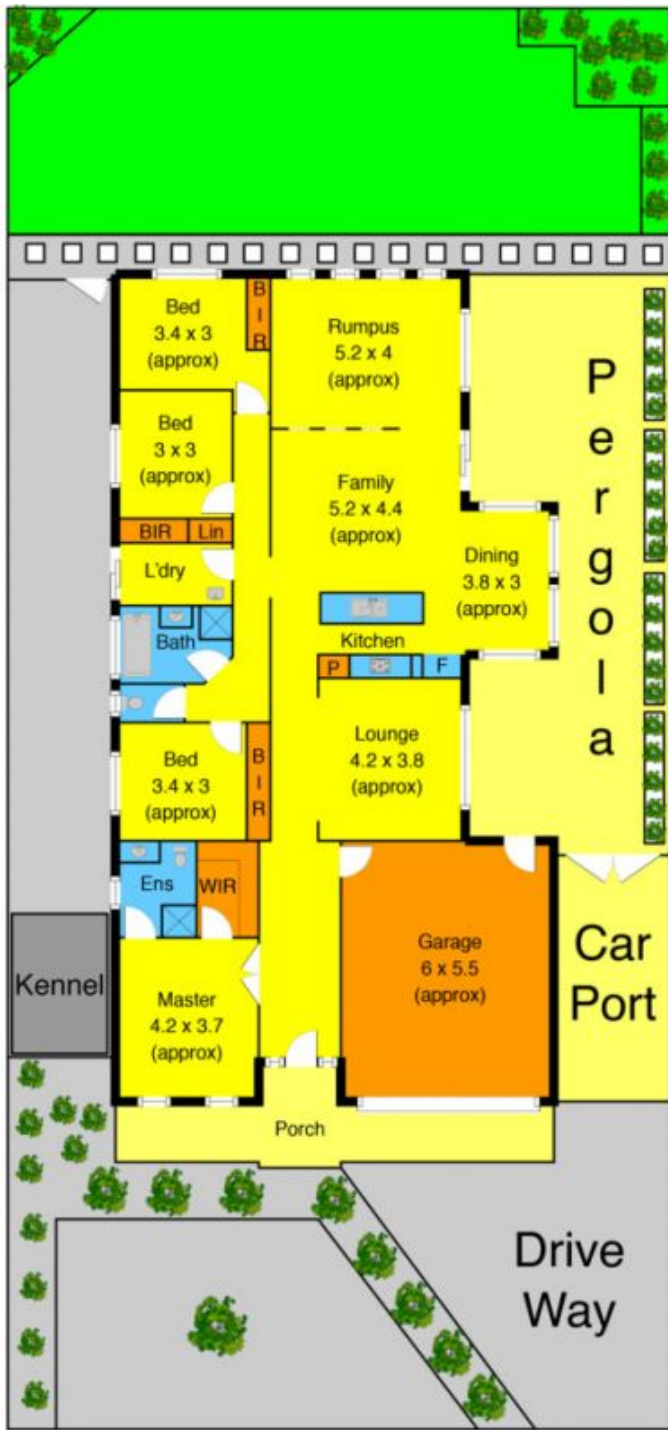 Bed
3.4 x 3
(approx)
B
I
R
Rumpus
5.2 x 4
(approx)
Bed
3 x 3
(approx)
Family
5.2 x 4.4
(approx)
BIR
Lin
L'dry
Dining
3.8 x 3
(approx)
Bath
Kitchen
P
F
Bed
3.4 x 3
(approx)
B
I
R
Lounge
4.2 x 3.8
(approx)
P
e
r
g
o
l
a
Ens
WIR
Garage
6 x 5.5
(approx)
Car
Port
Kennel
Master
4.2 x 3.7
(approx)
Porch
Drive
Way